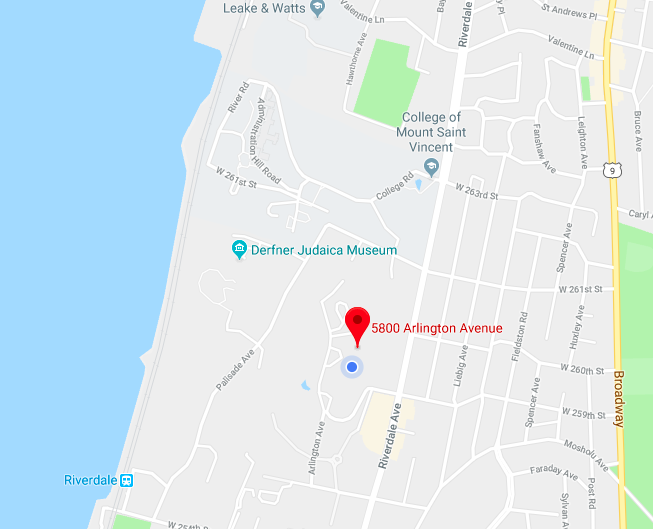 Leake & Watts
Valentine Ln
Riverdale
St Andrews Pl
Valentine Ln
Hawthorne Ave
River Rd
Administration
Hill Road
College of
Mount Saint
Vincent
Leighton Ave
Bruce Ave
Fanshaw Ave
9
W 261st St
College Rd
W 263rd St
Caryl A
Spencer Ave
Derfner Judaica Museum
W 261st St
5800 Arlington Avenue
Fieldston Rd
Huxley Ave
Liebig Ave
W 260th St
Palisade Ave
Spencer Ave
Broadway
W 259th St
Riverdale Ave
Arlington Ave
Mosholu Av
Faraday Ave
Riverdale
Sylvan Av
Post Rd
W 254th St